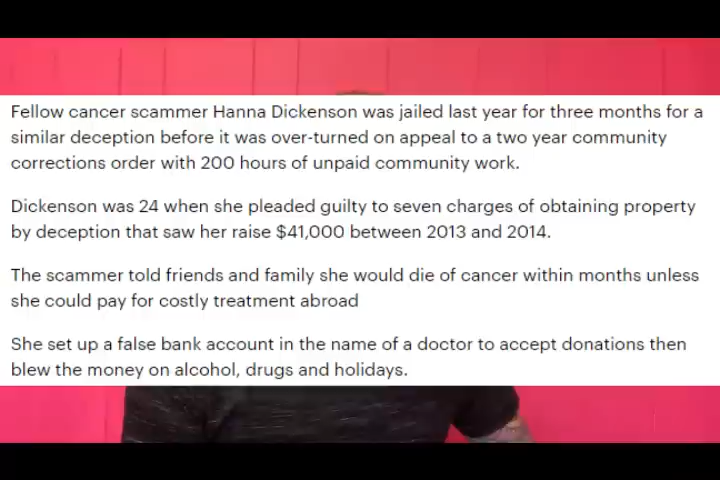 Fellow cancer scammer Hanna Dickenson was jailed last year for three months for a
similar deception before it was over-turned on appeal to a two year community
corrections order with 200 hours of unpaid community work.
Dickenson was 24 when she pleaded guilty to seven charges of obtaining property
by deception that saw her raise $41,000 between 2013 and 2014.
The scammer told friends and family she would die of cancer within months unless
she could pay for costly treatment abroad
She set up a false bank account in the name of a doctor to accept donations then
blew the money on alcohol, drugs and holidays.